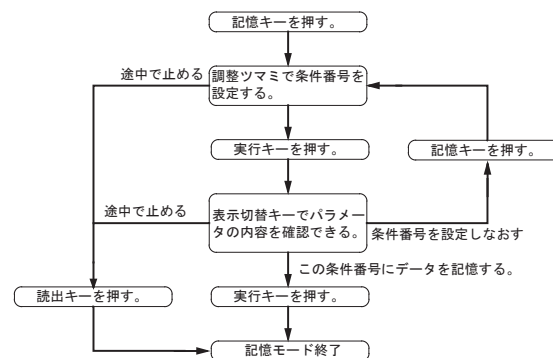 記憶キーを押す。
途中で止める
調整ツマミで条件番号を
設定する。
実行キーを押す。
記憶キーを押す。
途中で止める
表示切替キーでパラメー
タの内容を確認できる。
条件番号を設定しなおす
この条件番号にデータを記憶する。
読出キーを押す。
実行キーを押す。
記憶モード終了